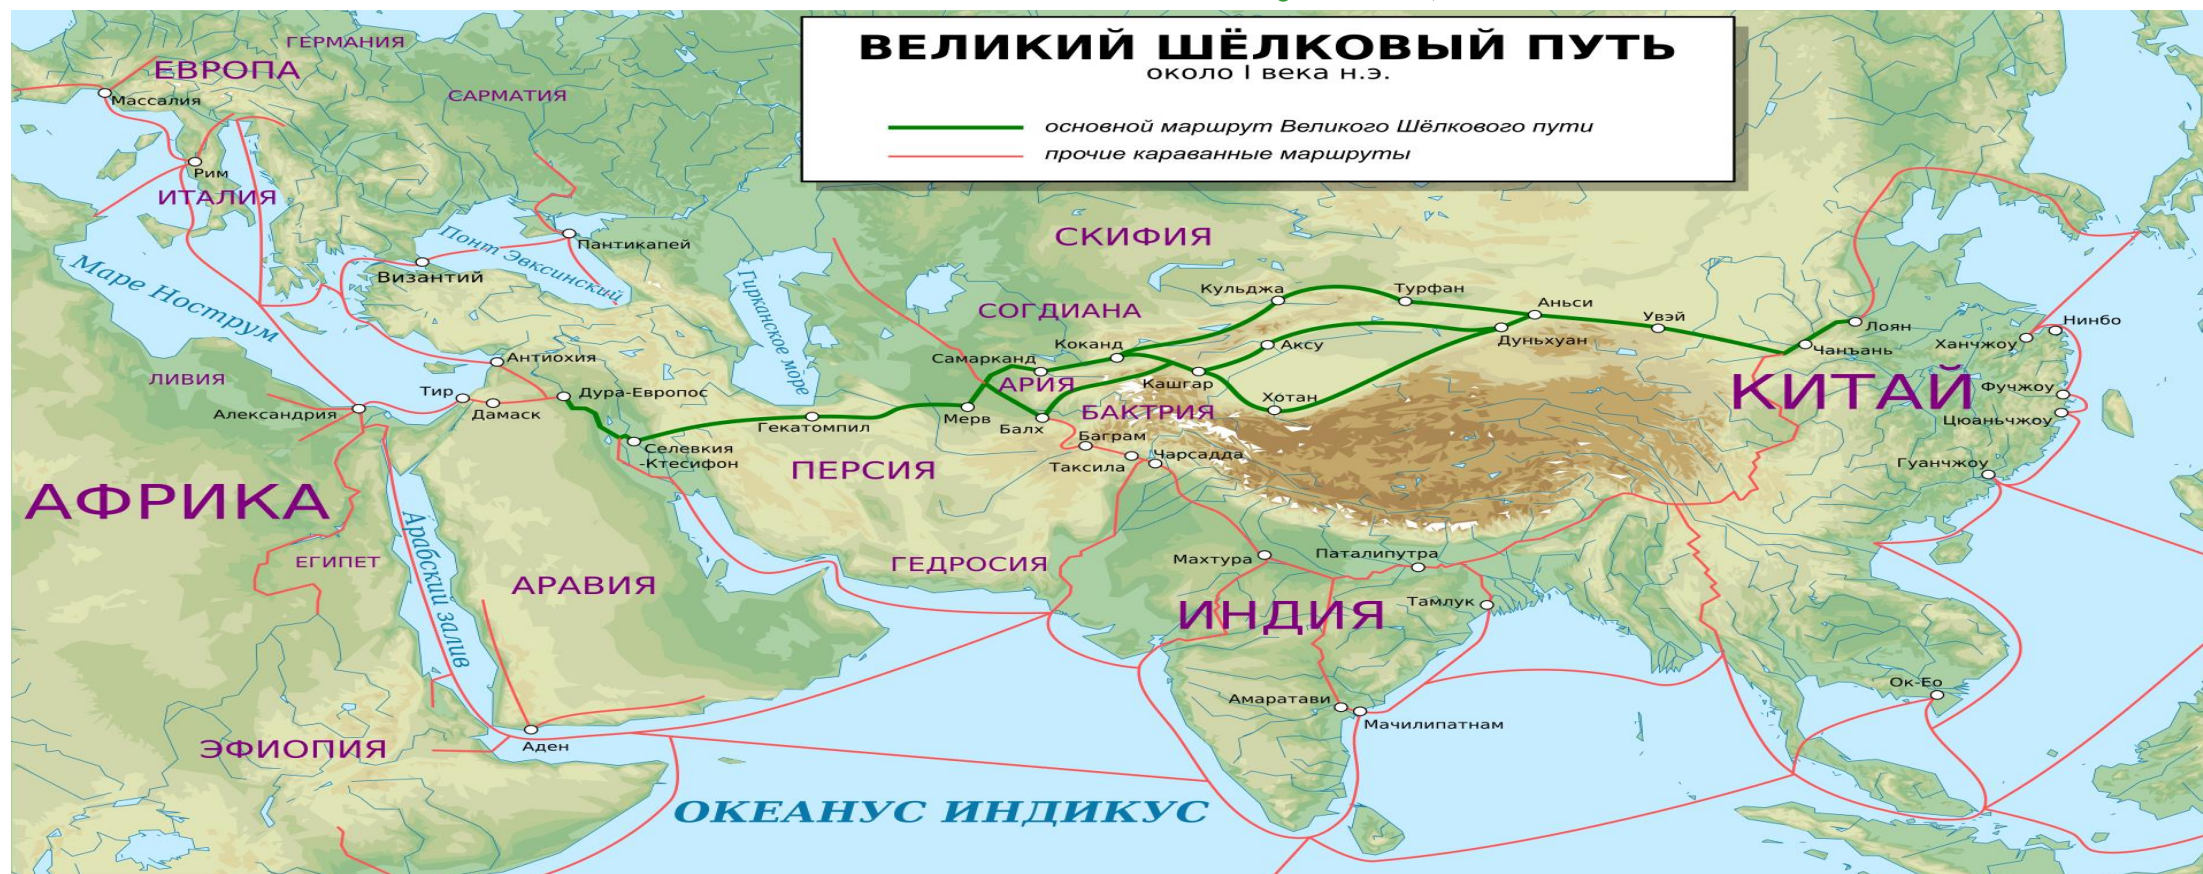 ВЕЛИКИЙ ШЁЛКОВЫЙ ПУТЬ
около I века н.э.
основной маршрут Великого Шёлкового пути
прочие караванные маршруты
ГЕРМАНИЯ
ЕВРОПА
САРМАТИЯ
Массалия
Рим
ИТАЛИЯ
Понт Эвксинский
Пантикапей
СКИФИЯ
Маре Нострум
Византий
Гирканское море
Кульджа
Турфан
Аньси
СОГДИАНА
Увэй
Лоян
Нинбо
Коканд
Аксу
Дуньхуан
Ханчжоу
Чанъань
Антиохия
Самарканд
ЛИВИЯ
АРИЯ
Кашгар
КИТАЙ
Фучжоу
Тир
Дура-Европос
Хотан
Александрия
Дамаск
БАКТРИЯ
Мерв
Цюаньчжоу
Гекатомпил
Балх
Баграм
Селевкия
-Ктесифон
Чарсадда
Таксила
ПЕРСИЯ
Гуанчжоу
АФРИКА
Арабский залив
ЕГИПЕТ
ГЕДРОСИЯ
Махтура
Паталипутра
АРАВИЯ
ИНДИЯ
Тамлук
Ок-Ео
Амаратави
Мачилипатнам
ЭФИОПИЯ
Аден
ОКЕАНУС ИНДИКУС